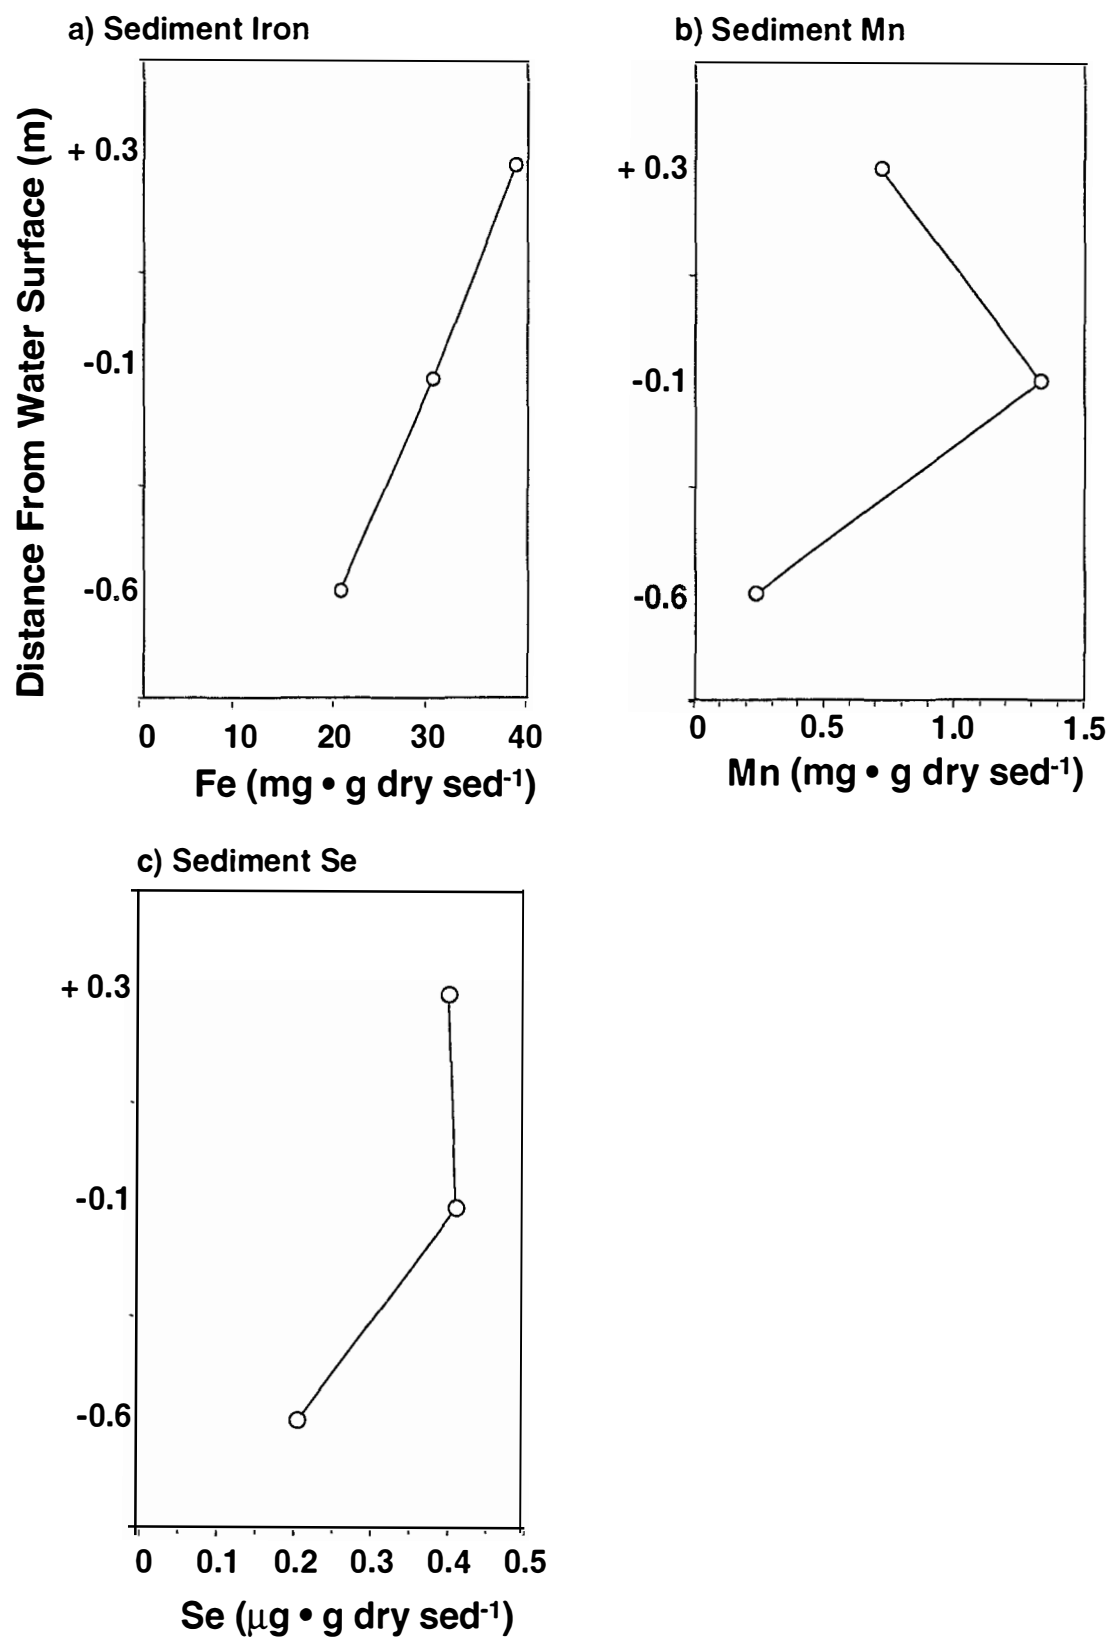 a) Sediment Iron
Distance From Water Surface (m)
+ 0.3
-0.1
-0.6
0 10 20 30 40
Fe (mg • g dry sed-1)
b) Sediment Mn
+ 0.3
-0.1
-0.6
0 0.5 1.0 1.5
Mn (mg • g dry sed-1)
c) Sediment Se
+ 0.3
-0.1
-0.6
0 0.1 0.2 0.3 0.4 0.5
Se (μg • g dry sed-1)